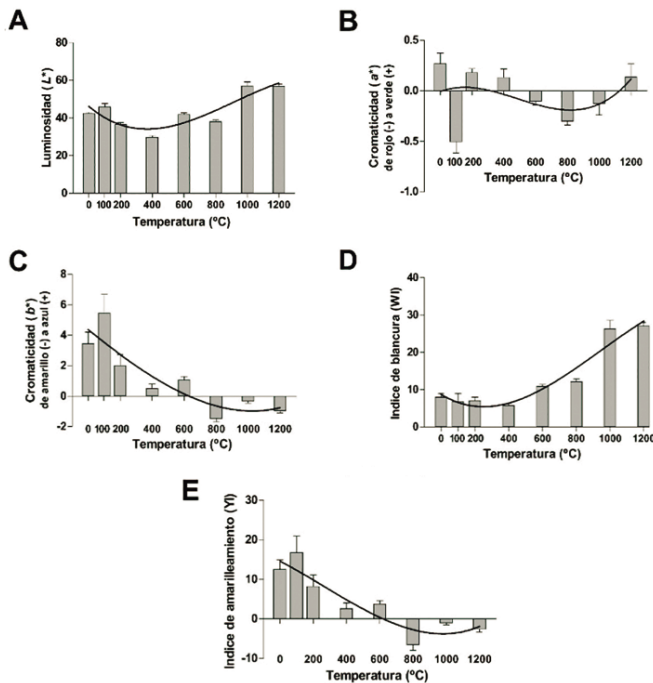 A
Luminosidad (L*)
80
60
40
20
0
0 100 200 400 600 800 1000 1200
Temperatura (ºC)
B
Cromaticidad (a*)
de rojo (-) a verde (+)
0.5
0.0
-0.5
-1.0
0 100 200 400 600 800 1000 1200
Temperatura (ºC)
C
Cromaticidad (b*)
de amarillo (-) a azul (+)
8
6
4
2
0
-2
0 100 200 400 600 800 1000 1200
Temperatura (ºC)
D
Indice de blancura (WI)
40
30
20
10
0
0 100 200 400 600 800 1000 1200
Temperatura (ºC)
E
Indice de amarilleamiento (YI)
30
20
10
0
-10
0 200 400 600 800 1000 1200
Temperatura (ºC)